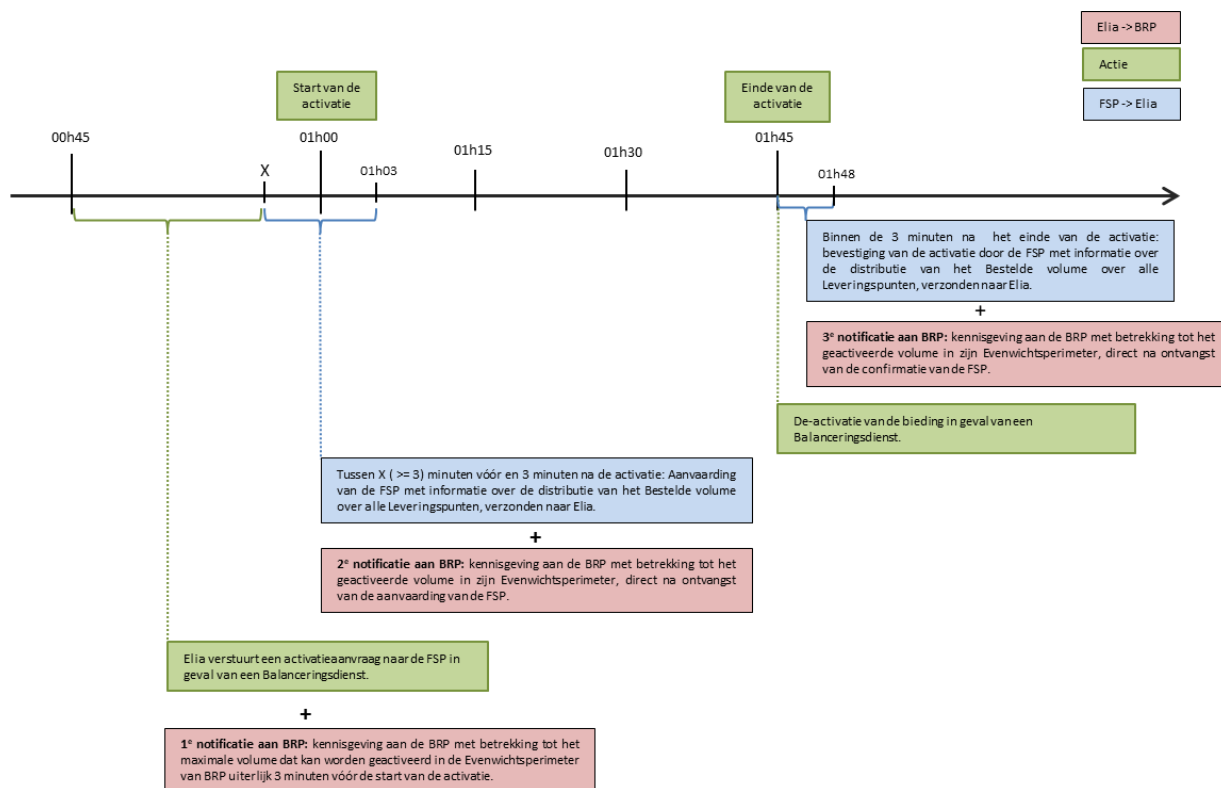 Elia -> BRP
Actie
FSP -> Elia
Start van de
activatie
Einde van de
activatie
00h45
X
01h00
01h03
01h15
01h30
01h45
01h48
Binnen de 3 minuten na het einde van de activatie:
bevestiging van de activatie door de FSP met informatie over
de distributie van het Bestelde volume over alle
Leveringspunten, verzonden naar Elia.
+
3e notificatie aan BRP: kennisgeving aan de BRP met betrekking tot het
geactiveerde volume in zijn Evenwichtsperimeter, direct na ontvangst
van de confirmatie van de FSP.
De-activatie van de bieding in geval van een
Balanceringsdienst.
Tussen X ( >= 3) minuten vóór en 3 minuten na de activatie: Aanvaarding
van de FSP met informatie over de distributie van het Bestelde volume
over alle Leveringspunten, verzonden naar Elia.
+
2e notificatie aan BRP: kennisgeving aan de BRP met betrekking tot het
geactiveerde volume in zijn Evenwichtsperimeter, direct na ontvangst
van de aanvaarding van de FSP.
Elia verstuurt een activatieaanvraag naar de FSP in
geval van een Balanceringsdienst.
+
1e notificatie aan BRP: kennisgeving aan de BRP met betrekking tot het
maximale volume dat kan worden geactiveerd in de Evenwichtsperimeter
van BRP uiterlijk 3 minuten vóór de start van de activatie.